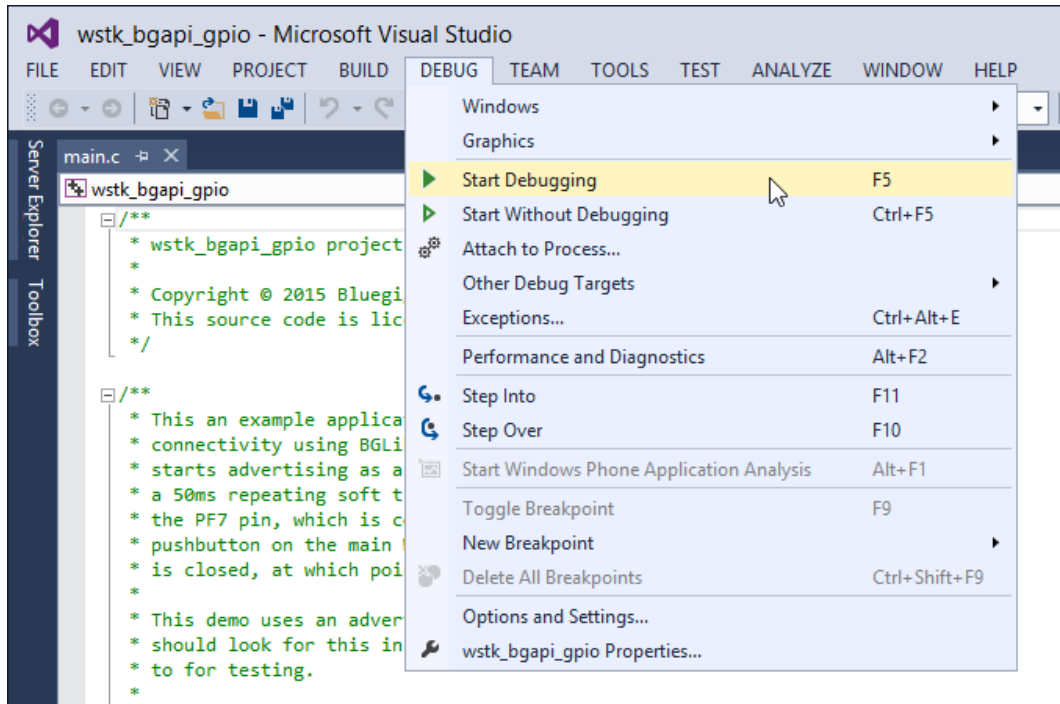 wstk_bgapi_gpio - Microsoft Visual Studio
FILE EDIT VIEW PROJECT BUILD DEBUG TEAM TOOLS TEST ANALYZE WINDOW HELP
Server Explorer
Toolbox
main.c
wstk_bgapi_gpio
/**
* wstk_bgapi_gpio project
*
* Copyright © 2015 Bluegi
* This source code is lic
*/
/**
* This an example applica
* connectivity using BGLi
* starts advertising as a
* a 50ms repeating soft t
* the PF7 pin, which is c
* pushbutton on the main
* is closed, at which poi
*
* This demo uses an adver
* should look for this in
* to for testing.
*
Windows
Graphics
Start Debugging F5
Start Without Debugging Ctrl+F5
Attach to Process...
Other Debug Targets
Exceptions... Ctrl+Alt+E
Performance and Diagnostics Alt+F2
Step Into F11
Step Over F10
Start Windows Phone Application Analysis Alt+F1
Toggle Breakpoint F9
New Breakpoint
Delete All Breakpoints Ctrl+Shift+F9
Options and Settings...
wstk_bgapi_gpio Properties...